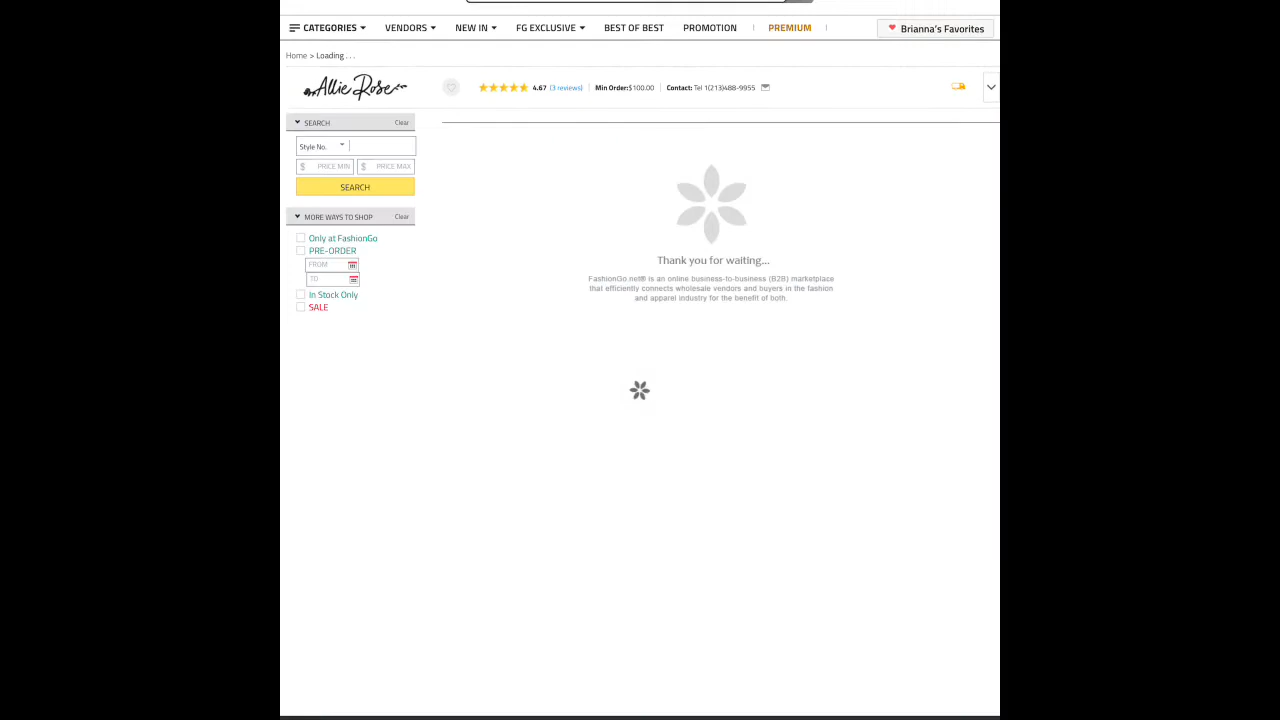 CATEGORIES VENDORS NEW IN FG EXCLUSIVE BEST OF BEST PROMOTION PREMIUM Brianna's Favorites
Home > Loading . . .
Allie Rose 4.67 (3 reviews) Min Order:$100.00 Contact: Tel 1(213)488-9955
SEARCH Clear
Style No.
$ PRICE MIN $ PRICE MAX
SEARCH
MORE WAYS TO SHOP Clear
Only at FashionGo
PRE-ORDER
FROM
TO
In Stock Only
SALE
Thank you for waiting...
FashionGo.net® is an online business-to-business (B2B) marketplace
that efficiently connects wholesale vendors and buyers in the fashion
and apparel industry for the benefit of both.